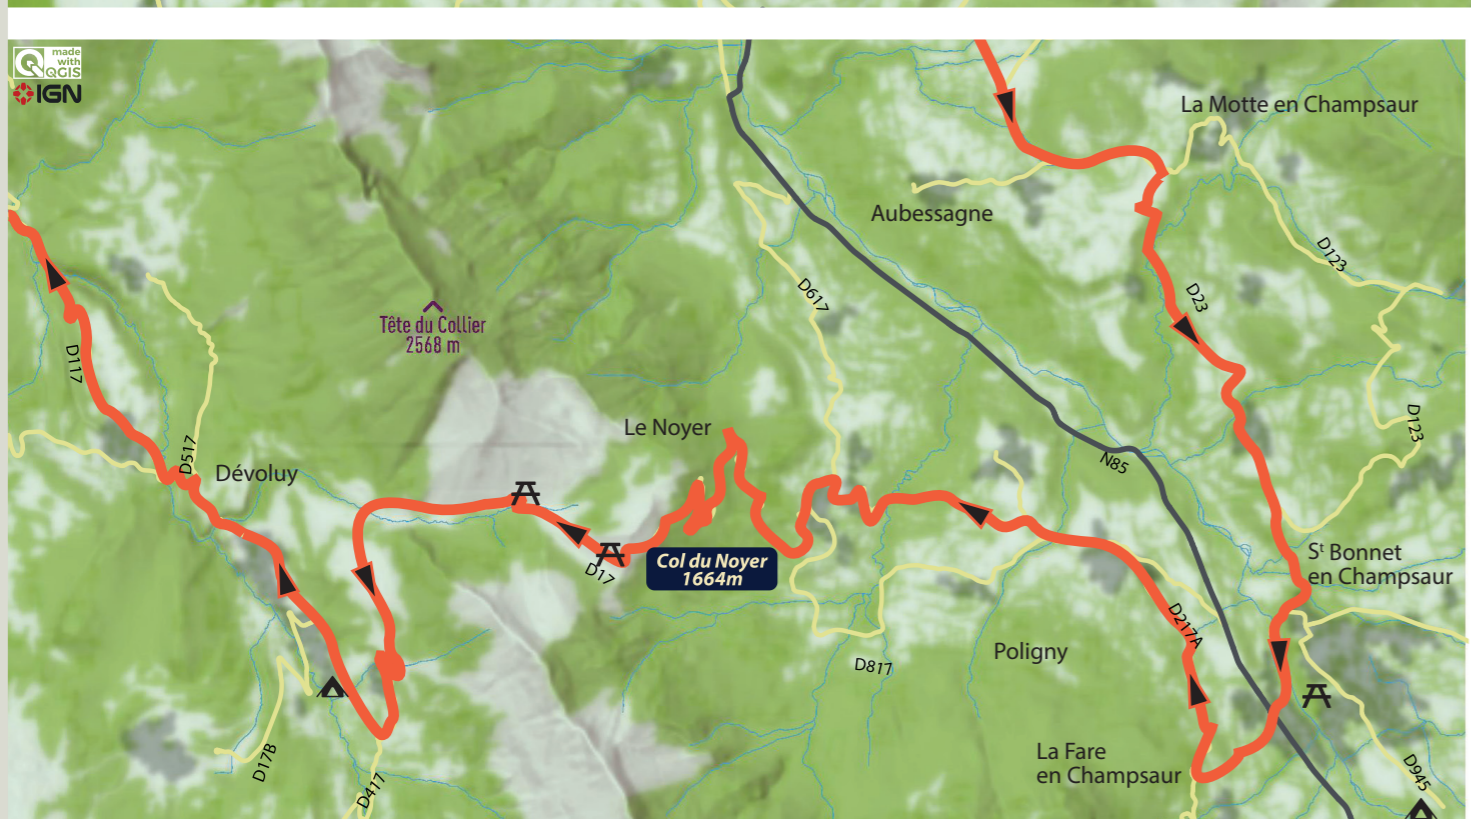 made
with
QGIS
IGN
La Motte en Champsaur
Aubessagne
D123
D617
D23
Tête du Collier
2568 m
D117
D123
Le Noyer
N85
D517
Dévoluy
Col du Noyer
1664m
D17
St Bonnet
en Champsaur
D217A
Poligny
D817
La Fare
en Champsaur
D17B
D417
D945